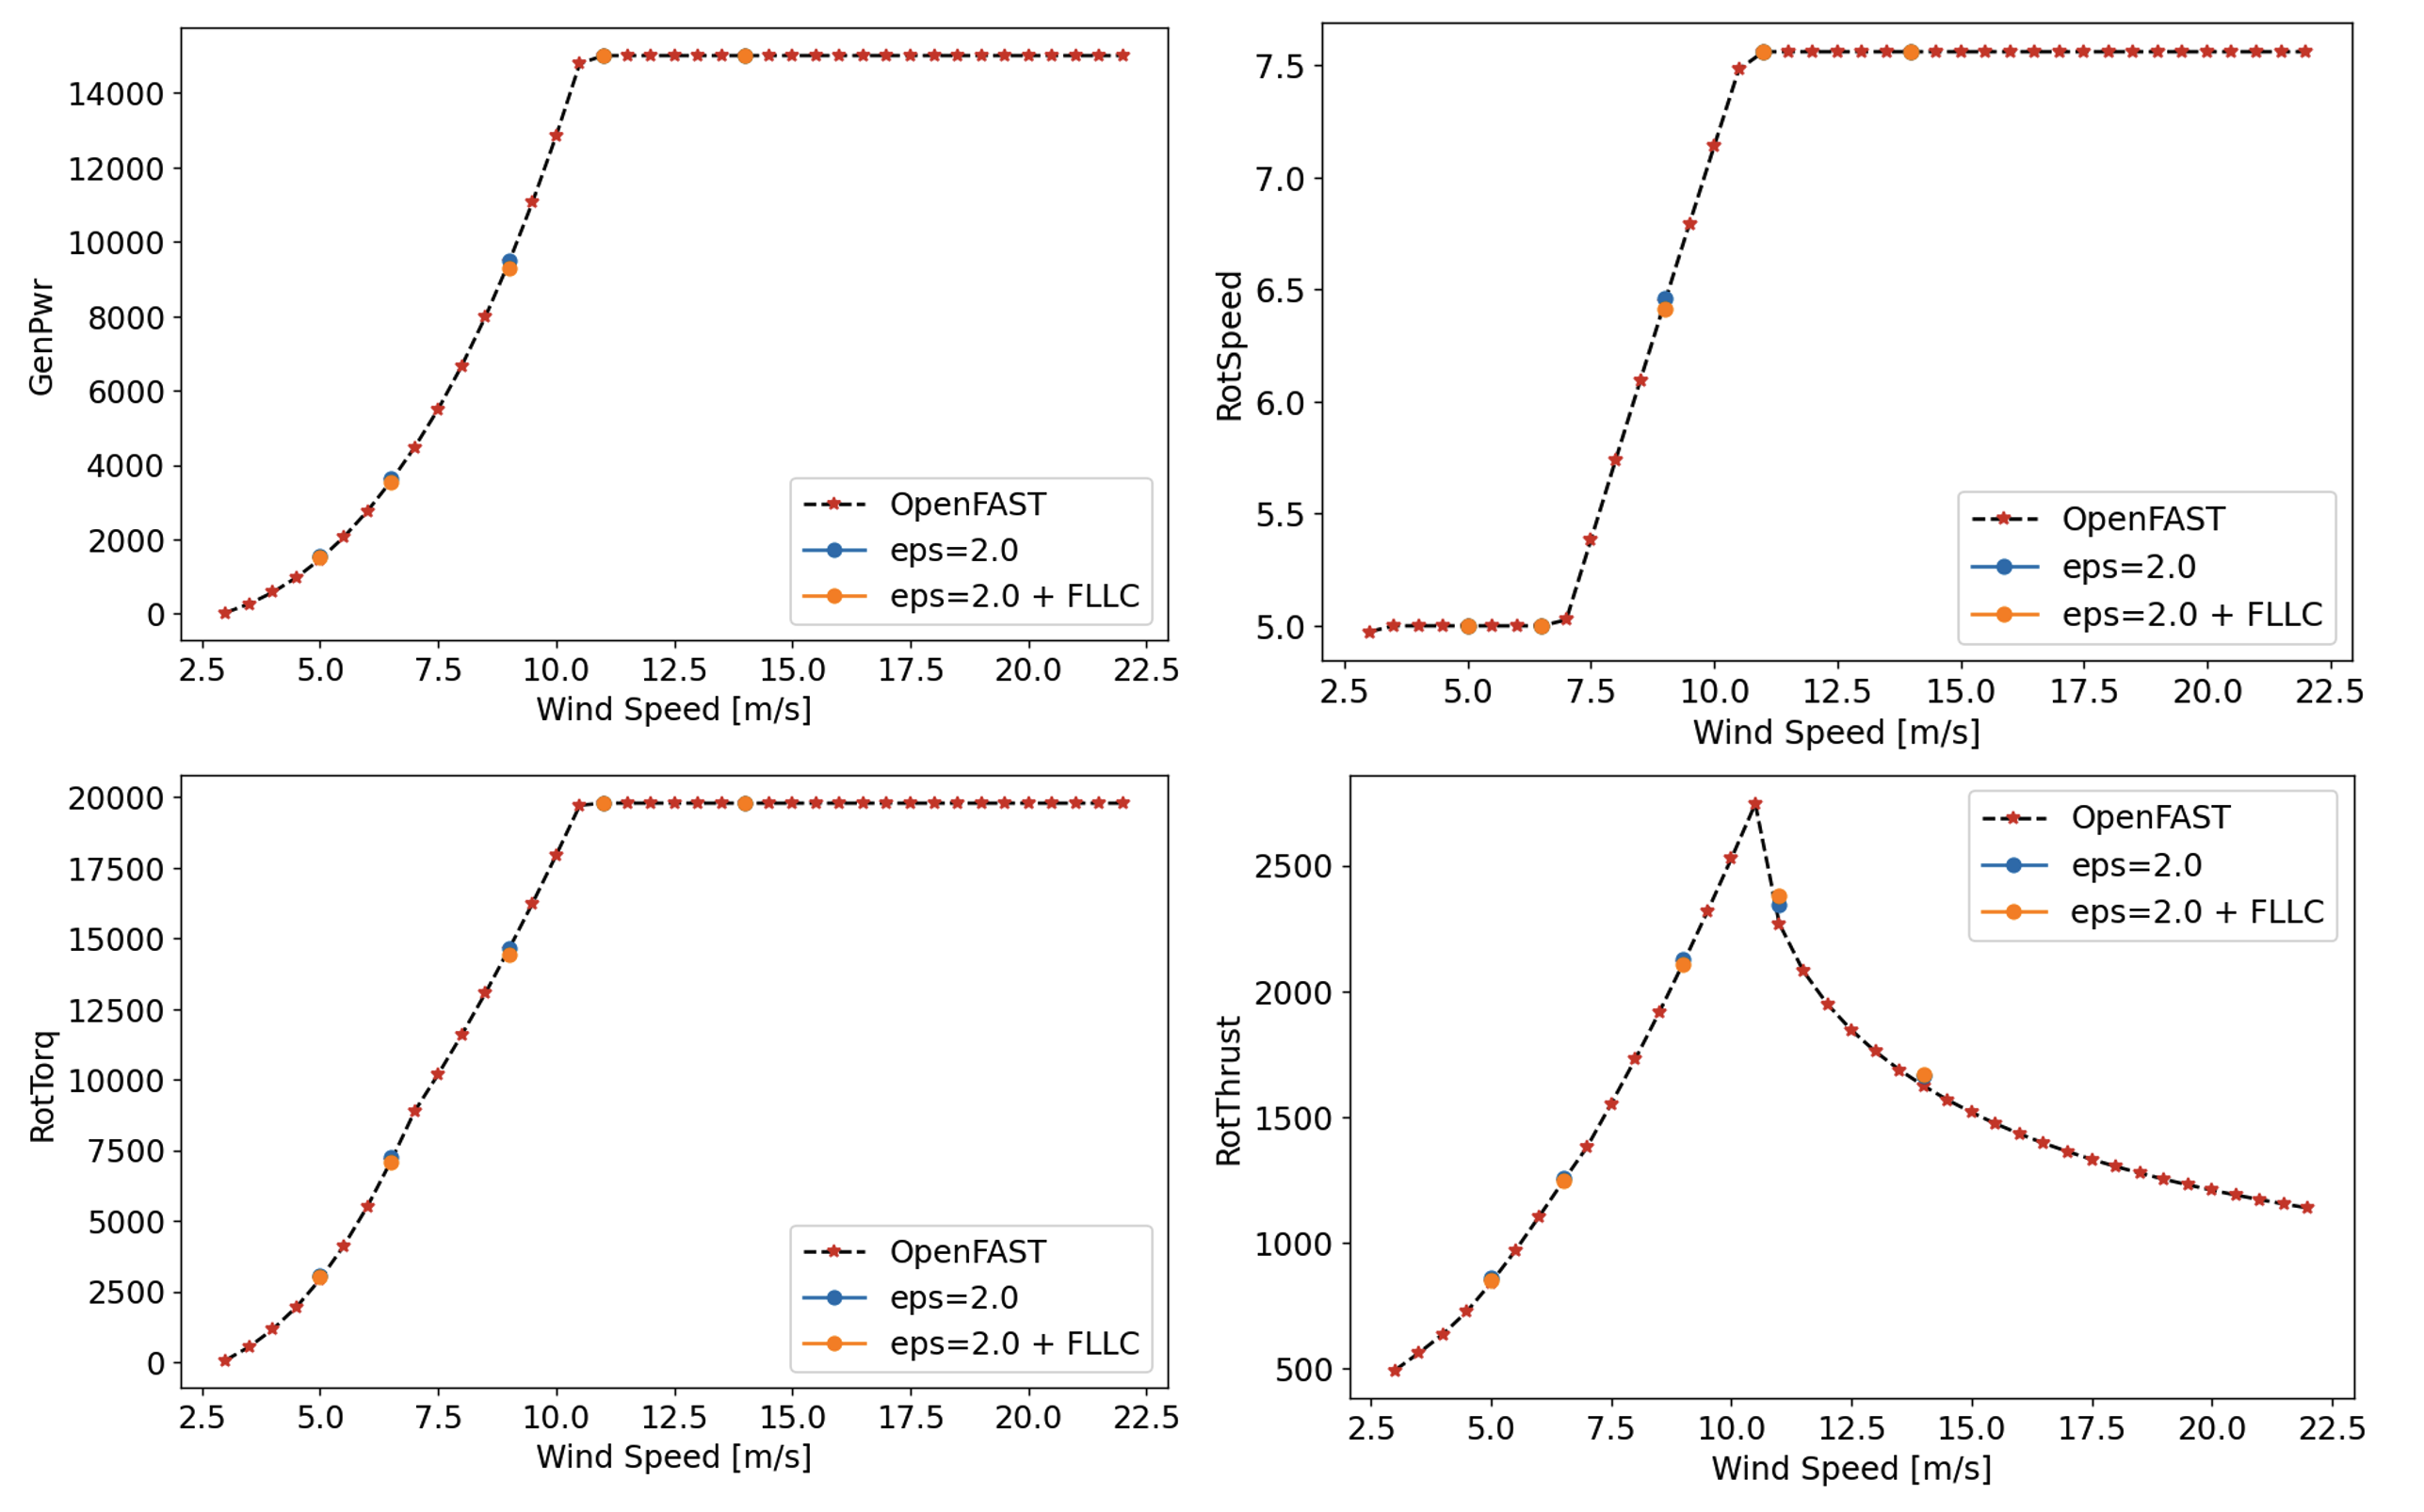 GenPwr
14000
12000
10000
8000
6000
4000
2000
0
OpenFAST
eps=2.0
eps=2.0 + FLLC
2.5 5.0 7.5 10.0 12.5 15.0 17.5 20.0 22.5
Wind Speed [m/s]
RotSpeed
7.5
7.0
6.5
6.0
5.5
5.0
OpenFAST
eps=2.0
eps=2.0 + FLLC
2.5 5.0 7.5 10.0 12.5 15.0 17.5 20.0 22.5
Wind Speed [m/s]
RotTorq
20000
17500
15000
12500
10000
7500
5000
2500
0
OpenFAST
eps=2.0
eps=2.0 + FLLC
2.5 5.0 7.5 10.0 12.5 15.0 17.5 20.0 22.5
Wind Speed [m/s]
RotThrust
2500
2000
1500
1000
500
OpenFAST
eps=2.0
eps=2.0 + FLLC
2.5 5.0 7.5 10.0 12.5 15.0 17.5 20.0 22.5
Wind Speed [m/s]